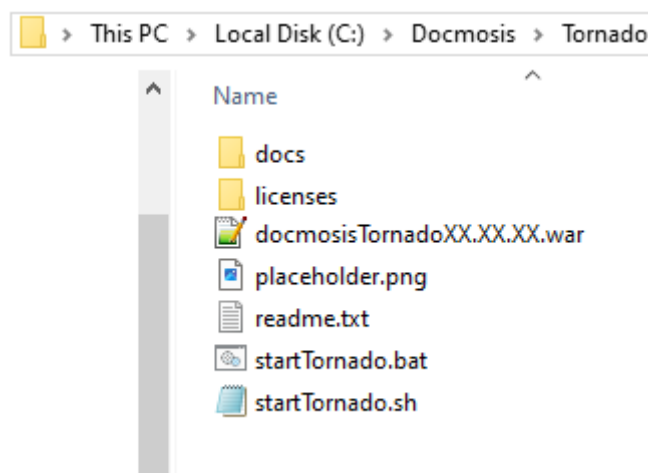 This PC > Local Disk (C:) > Docmosis > Tornado
Name
docs
licenses
docmosisTornadoXX.XX.XX.war
placeholder.png
readme.txt
startTornado.bat
startTornado.sh